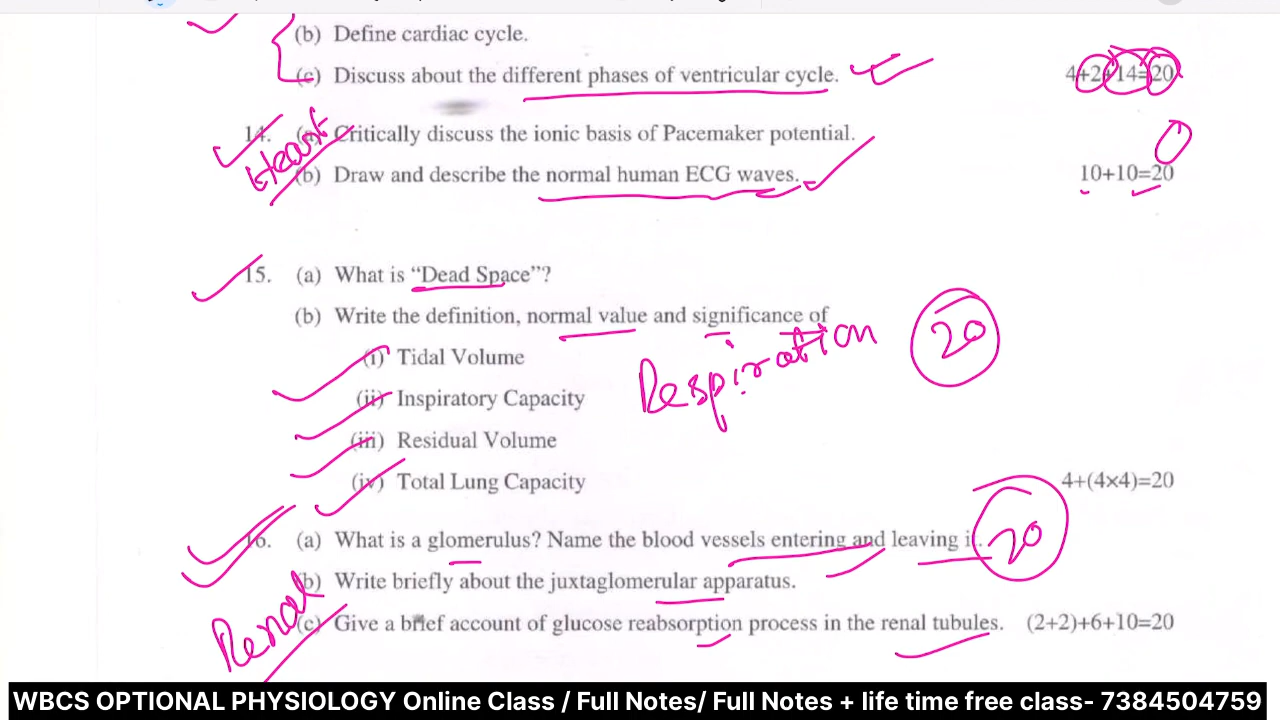 (b) Define cardiac cycle.
(c) Discuss about the different phases of ventricular cycle. 4+2+14=20
14. (a) Critically discuss the ionic basis of Pacemaker potential.
Heart
(b) Draw and describe the normal human ECG waves. 10+10=20
15. (a) What is “Dead Space”?
(b) Write the definition, normal value and significance of
20
(i) Tidal Volume
Respiration
(ii) Inspiratory Capacity
(iii) Residual Volume
(iv) Total Lung Capacity 4+(4×4)=20
16. (a) What is a glomerulus? Name the blood vessels entering and leaving it.
20
(b) Write briefly about the juxtaglomerular apparatus.
Renal
(c) Give a brief account of glucose reabsorption process in the renal tubules. (2+2)+6+10=20
WBCS OPTIONAL PHYSIOLOGY Online Class / Full Notes/ Full Notes + life time free class- 7384504759